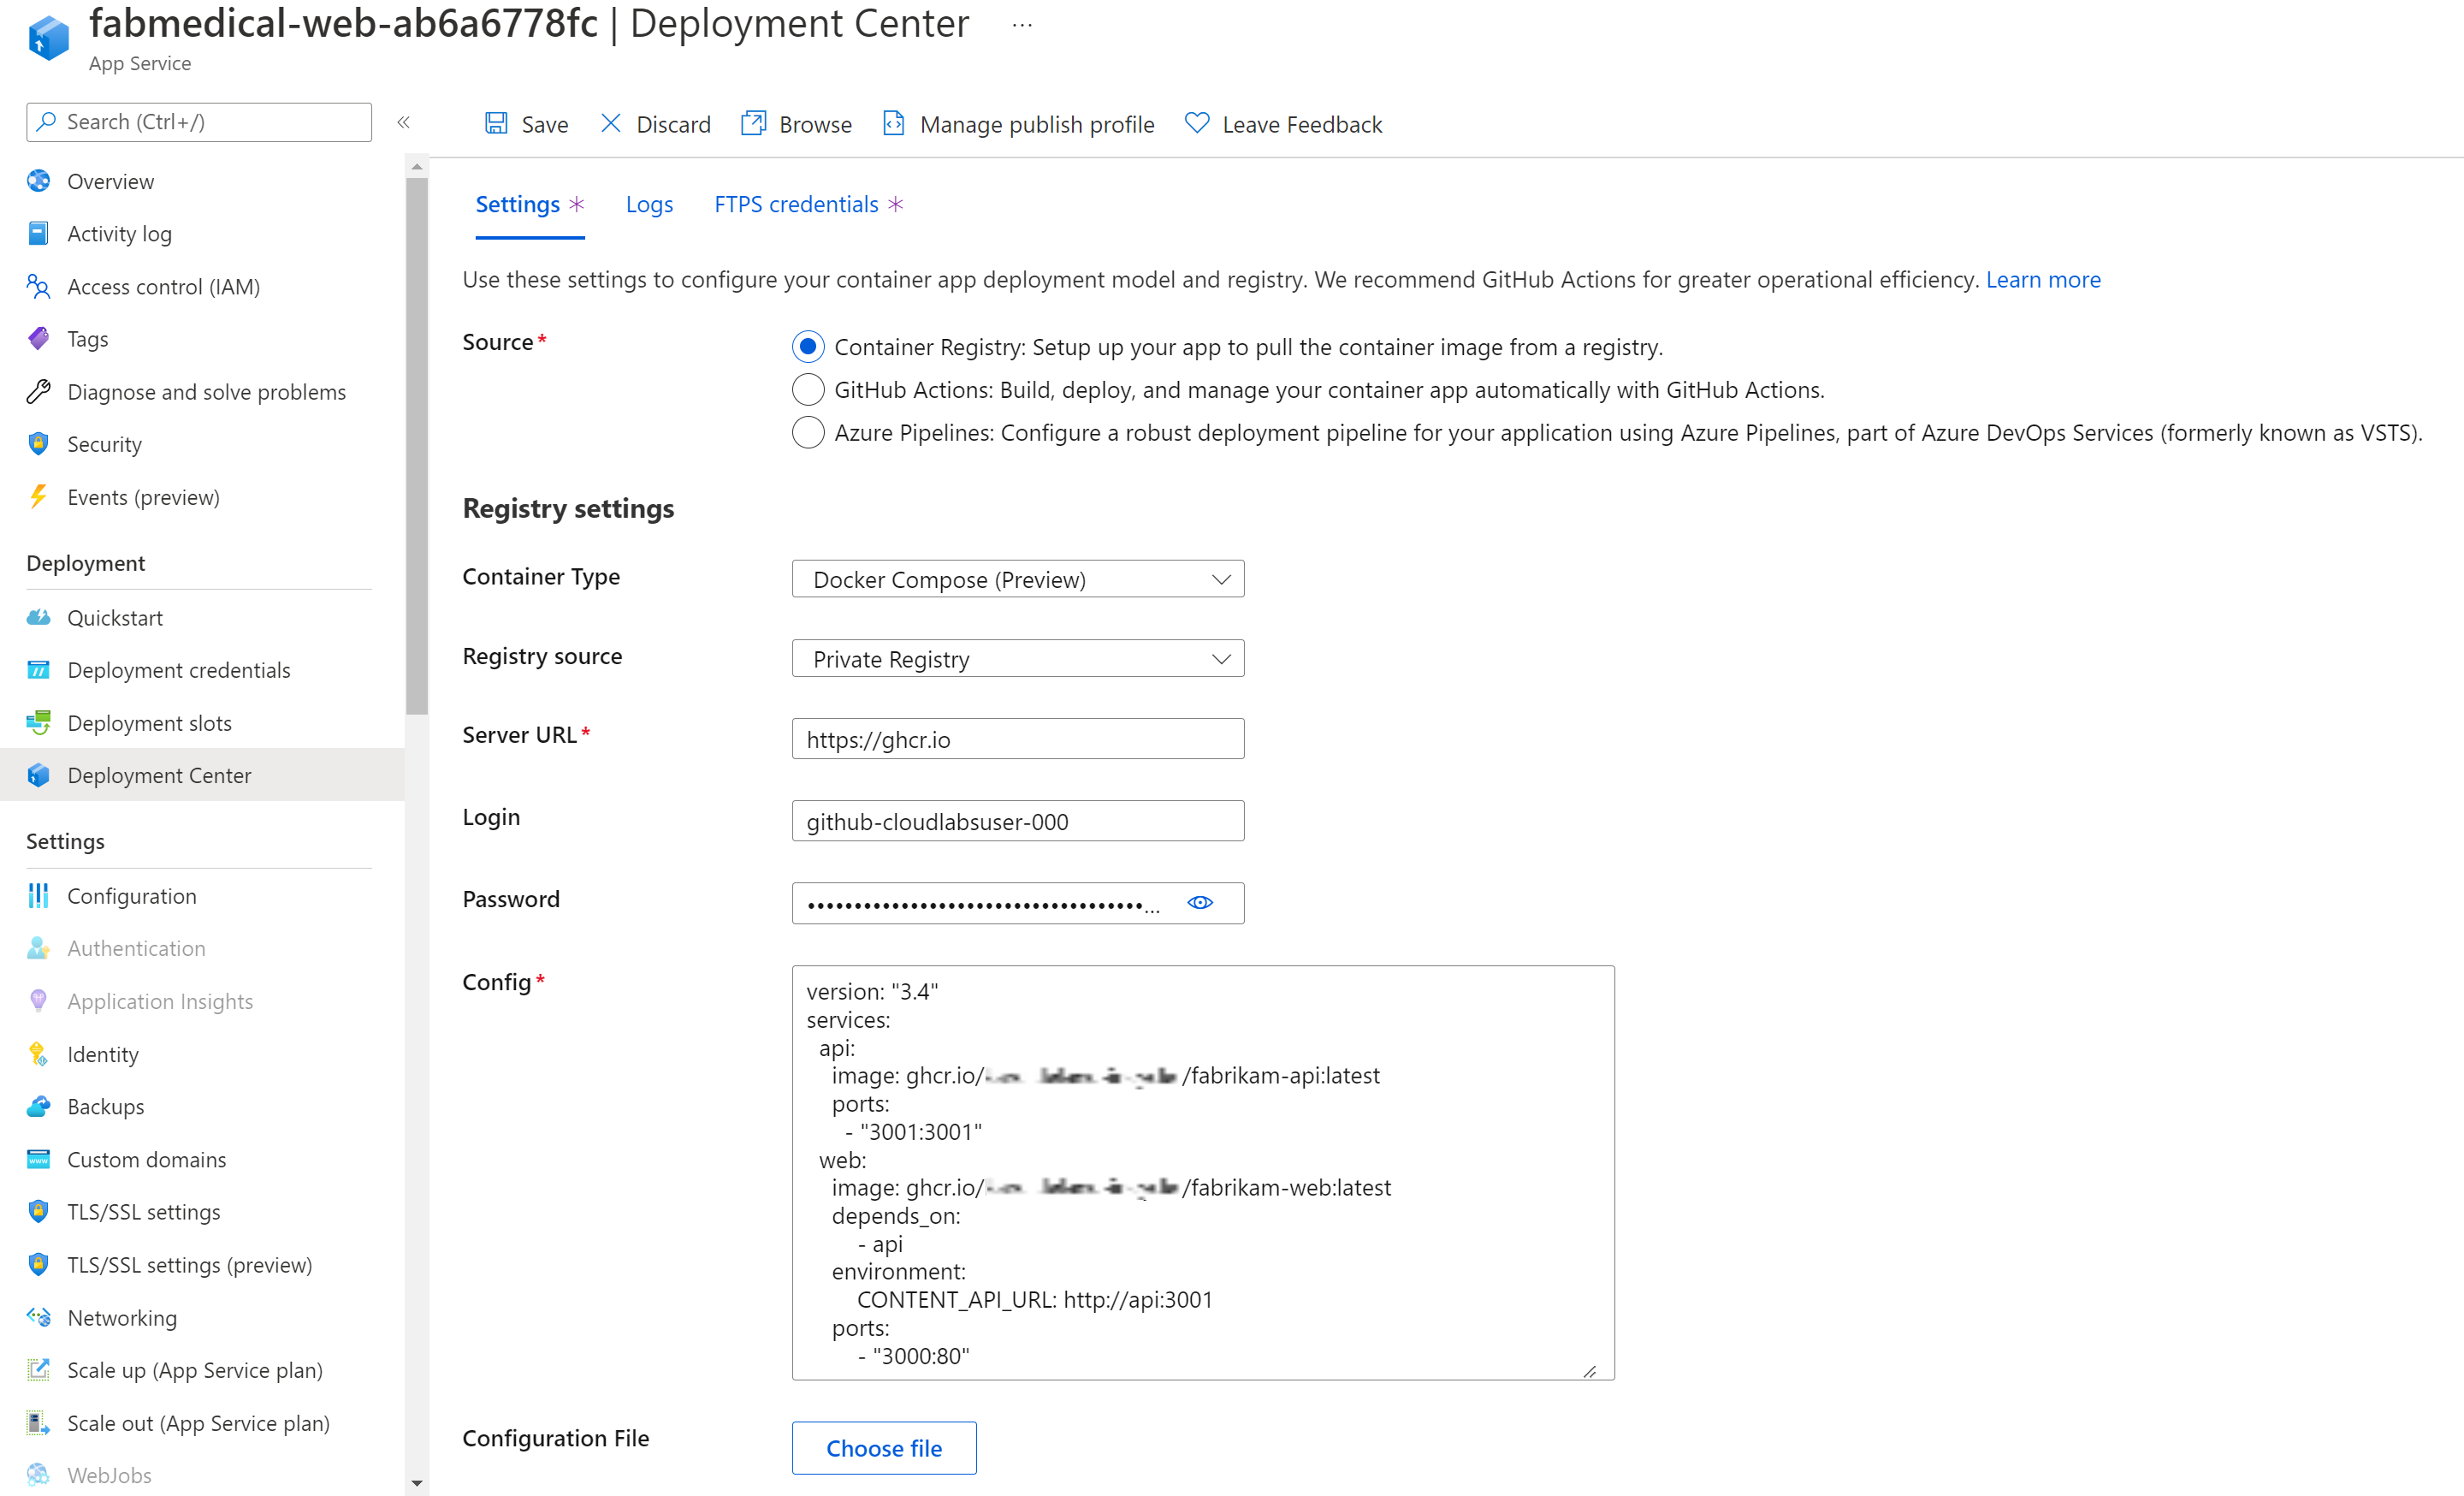 fabmedical-web-ab6a6778fc | Deployment Center ...
App Service
Search (Ctrl+/)
«
Save
Discard
Browse
Manage publish profile
Leave Feedback
Overview
Activity log
Access control (IAM)
Tags
Diagnose and solve problems
Security
Events (preview)
Deployment
Quickstart
Deployment credentials
Deployment slots
Deployment Center
Settings
Configuration
Authentication
Application Insights
Identity
Backups
Custom domains
TLS/SSL settings
TLS/SSL settings (preview)
Networking
Scale up (App Service plan)
Scale out (App Service plan)
WebJobs
Settings *
Logs
FTPS credentials *
Use these settings to configure your container app deployment model and registry. We recommend GitHub Actions for greater operational efficiency. Learn more
Source *
Container Registry: Setup up your app to pull the container image from a registry.
GitHub Actions: Build, deploy, and manage your container app automatically with GitHub Actions.
Azure Pipelines: Configure a robust deployment pipeline for your application using Azure Pipelines, part of Azure DevOps Services (formerly known as VSTS).
Registry settings
Container Type
Docker Compose (Preview)
Registry source
Private Registry
Server URL *
https://ghcr.io
Login
github-cloudlabsuser-000
Password
••••••••••••••••••••••••••••••••••••...
Config *
version: "3.4"
services:
  api:
    image: ghcr.io/ /fabrikam-api:latest
    ports:
      - "3001:3001"
  web:
    image: ghcr.io/ /fabrikam-web:latest
    depends_on:
        - api
    environment:
        CONTENT_API_URL: http://api:3001
    ports:
        - "3000:80"
Configuration File
Choose file